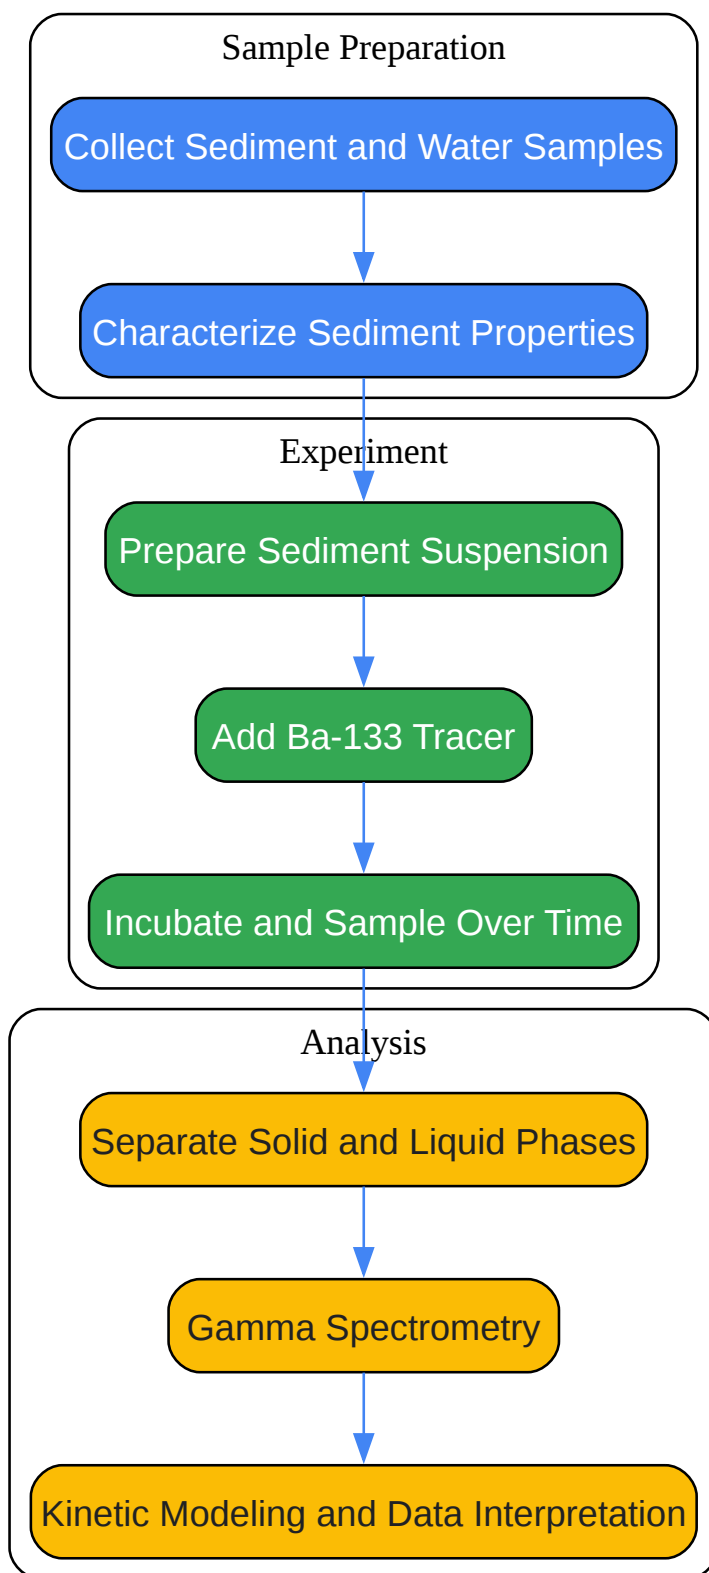 Sample Preparation
Collect Sediment and Water Samples
Characterize Sediment Properties
Experiment
Prepare Sediment Suspension
Add Ba-133 Tracer
Incubate and Sample Over Time
Analysis
Separate Solid and Liquid Phases
Gamma Spectrometry
Kinetic Modeling and Data Interpretation